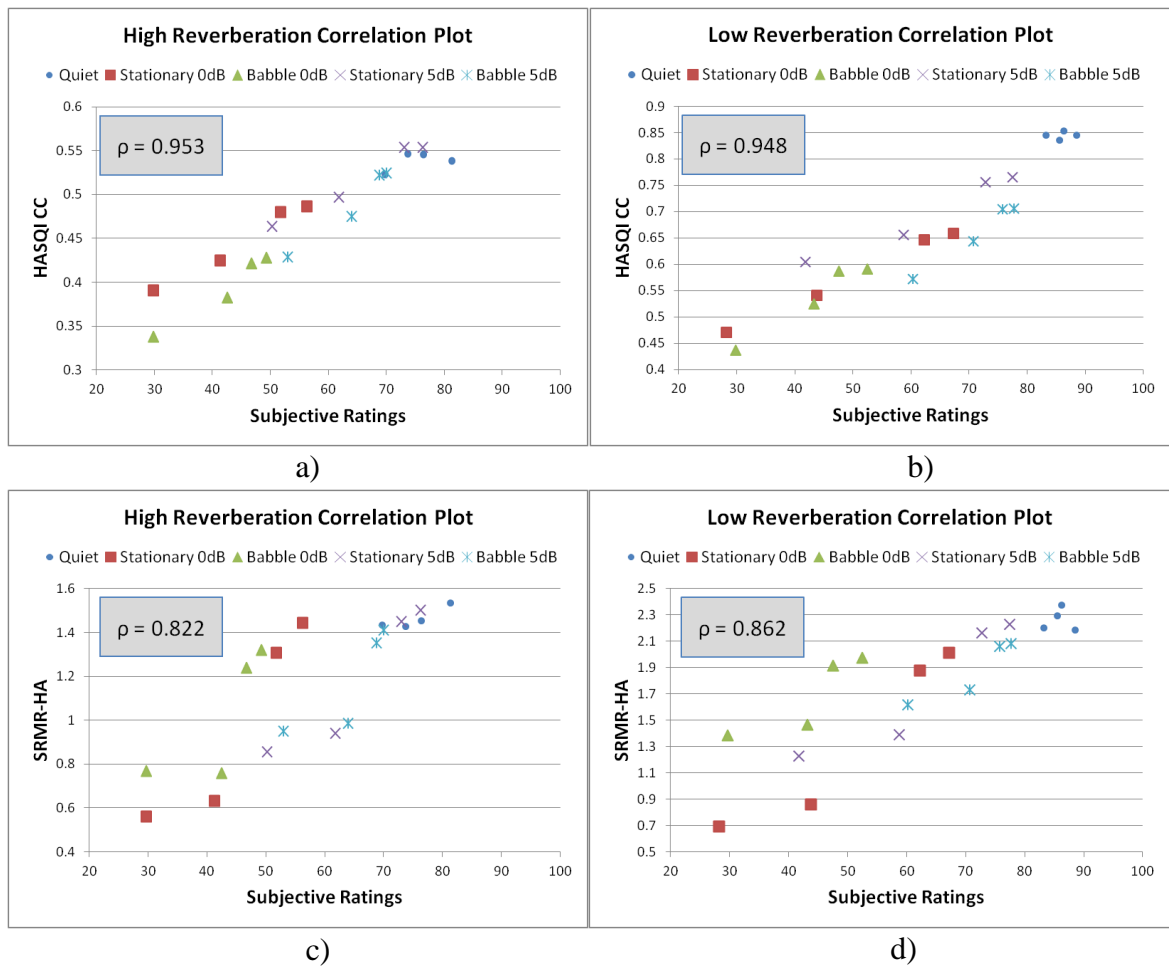 High Reverberation Correlation Plot
Quiet Stationary 0dB Babble 0dB Stationary 5dB Babble 5dB
ρ = 0.953
HASQI CC
0.6
0.55
0.5
0.45
0.4
0.35
0.3
20 30 40 50 60 70 80 90 100
Subjective Ratings
a)
Low Reverberation Correlation Plot
Quiet Stationary 0dB Babble 0dB Stationary 5dB Babble 5dB
ρ = 0.948
HASQI CC
0.9
0.85
0.8
0.75
0.7
0.65
0.6
0.55
0.5
0.45
0.4
20 30 40 50 60 70 80 90 100
Subjective Ratings
b)
High Reverberation Correlation Plot
Quiet Stationary 0dB Babble 0dB Stationary 5dB Babble 5dB
ρ = 0.822
SRMR-HA
1.6
1.4
1.2
1
0.8
0.6
0.4
20 30 40 50 60 70 80 90 100
Subjective Ratings
c)
Low Reverberation Correlation Plot
Quiet Stationary 0dB Babble 0dB Stationary 5dB Babble 5dB
ρ = 0.862
SRMR-HA
2.5
2.3
2.1
1.9
1.7
1.5
1.3
1.1
0.9
0.7
0.5
20 30 40 50 60 70 80 90 100
Subjective Ratings
d)